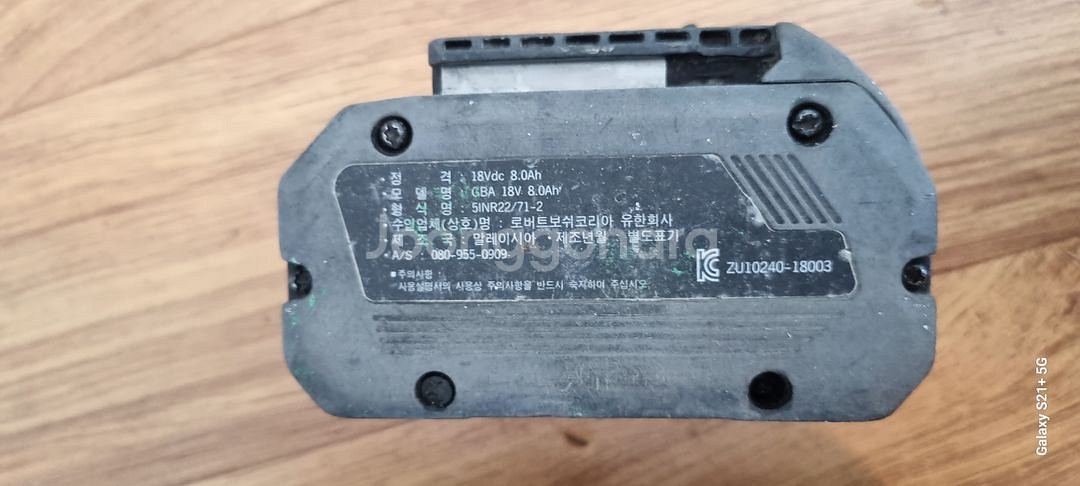 · 정 격 : 18Vdc 8.0Ah
· 모 델 명 : GBA 18V 8.0Ah
· 형 식 명 : 5INR22/71-2
· 수입업체(상호)명 : 로버트보쉬코리아 유한회사
· 제 조 국 : 말레이시아 · 제조년월 : 별도표기
· A/S : 080-955-0909
■ 주의사항 :
사용설명서의 사용상 주의사항을 반드시 숙지하여 주십시오.
ZU10240-18003
Joonggonara
Galaxy S21+ 5G